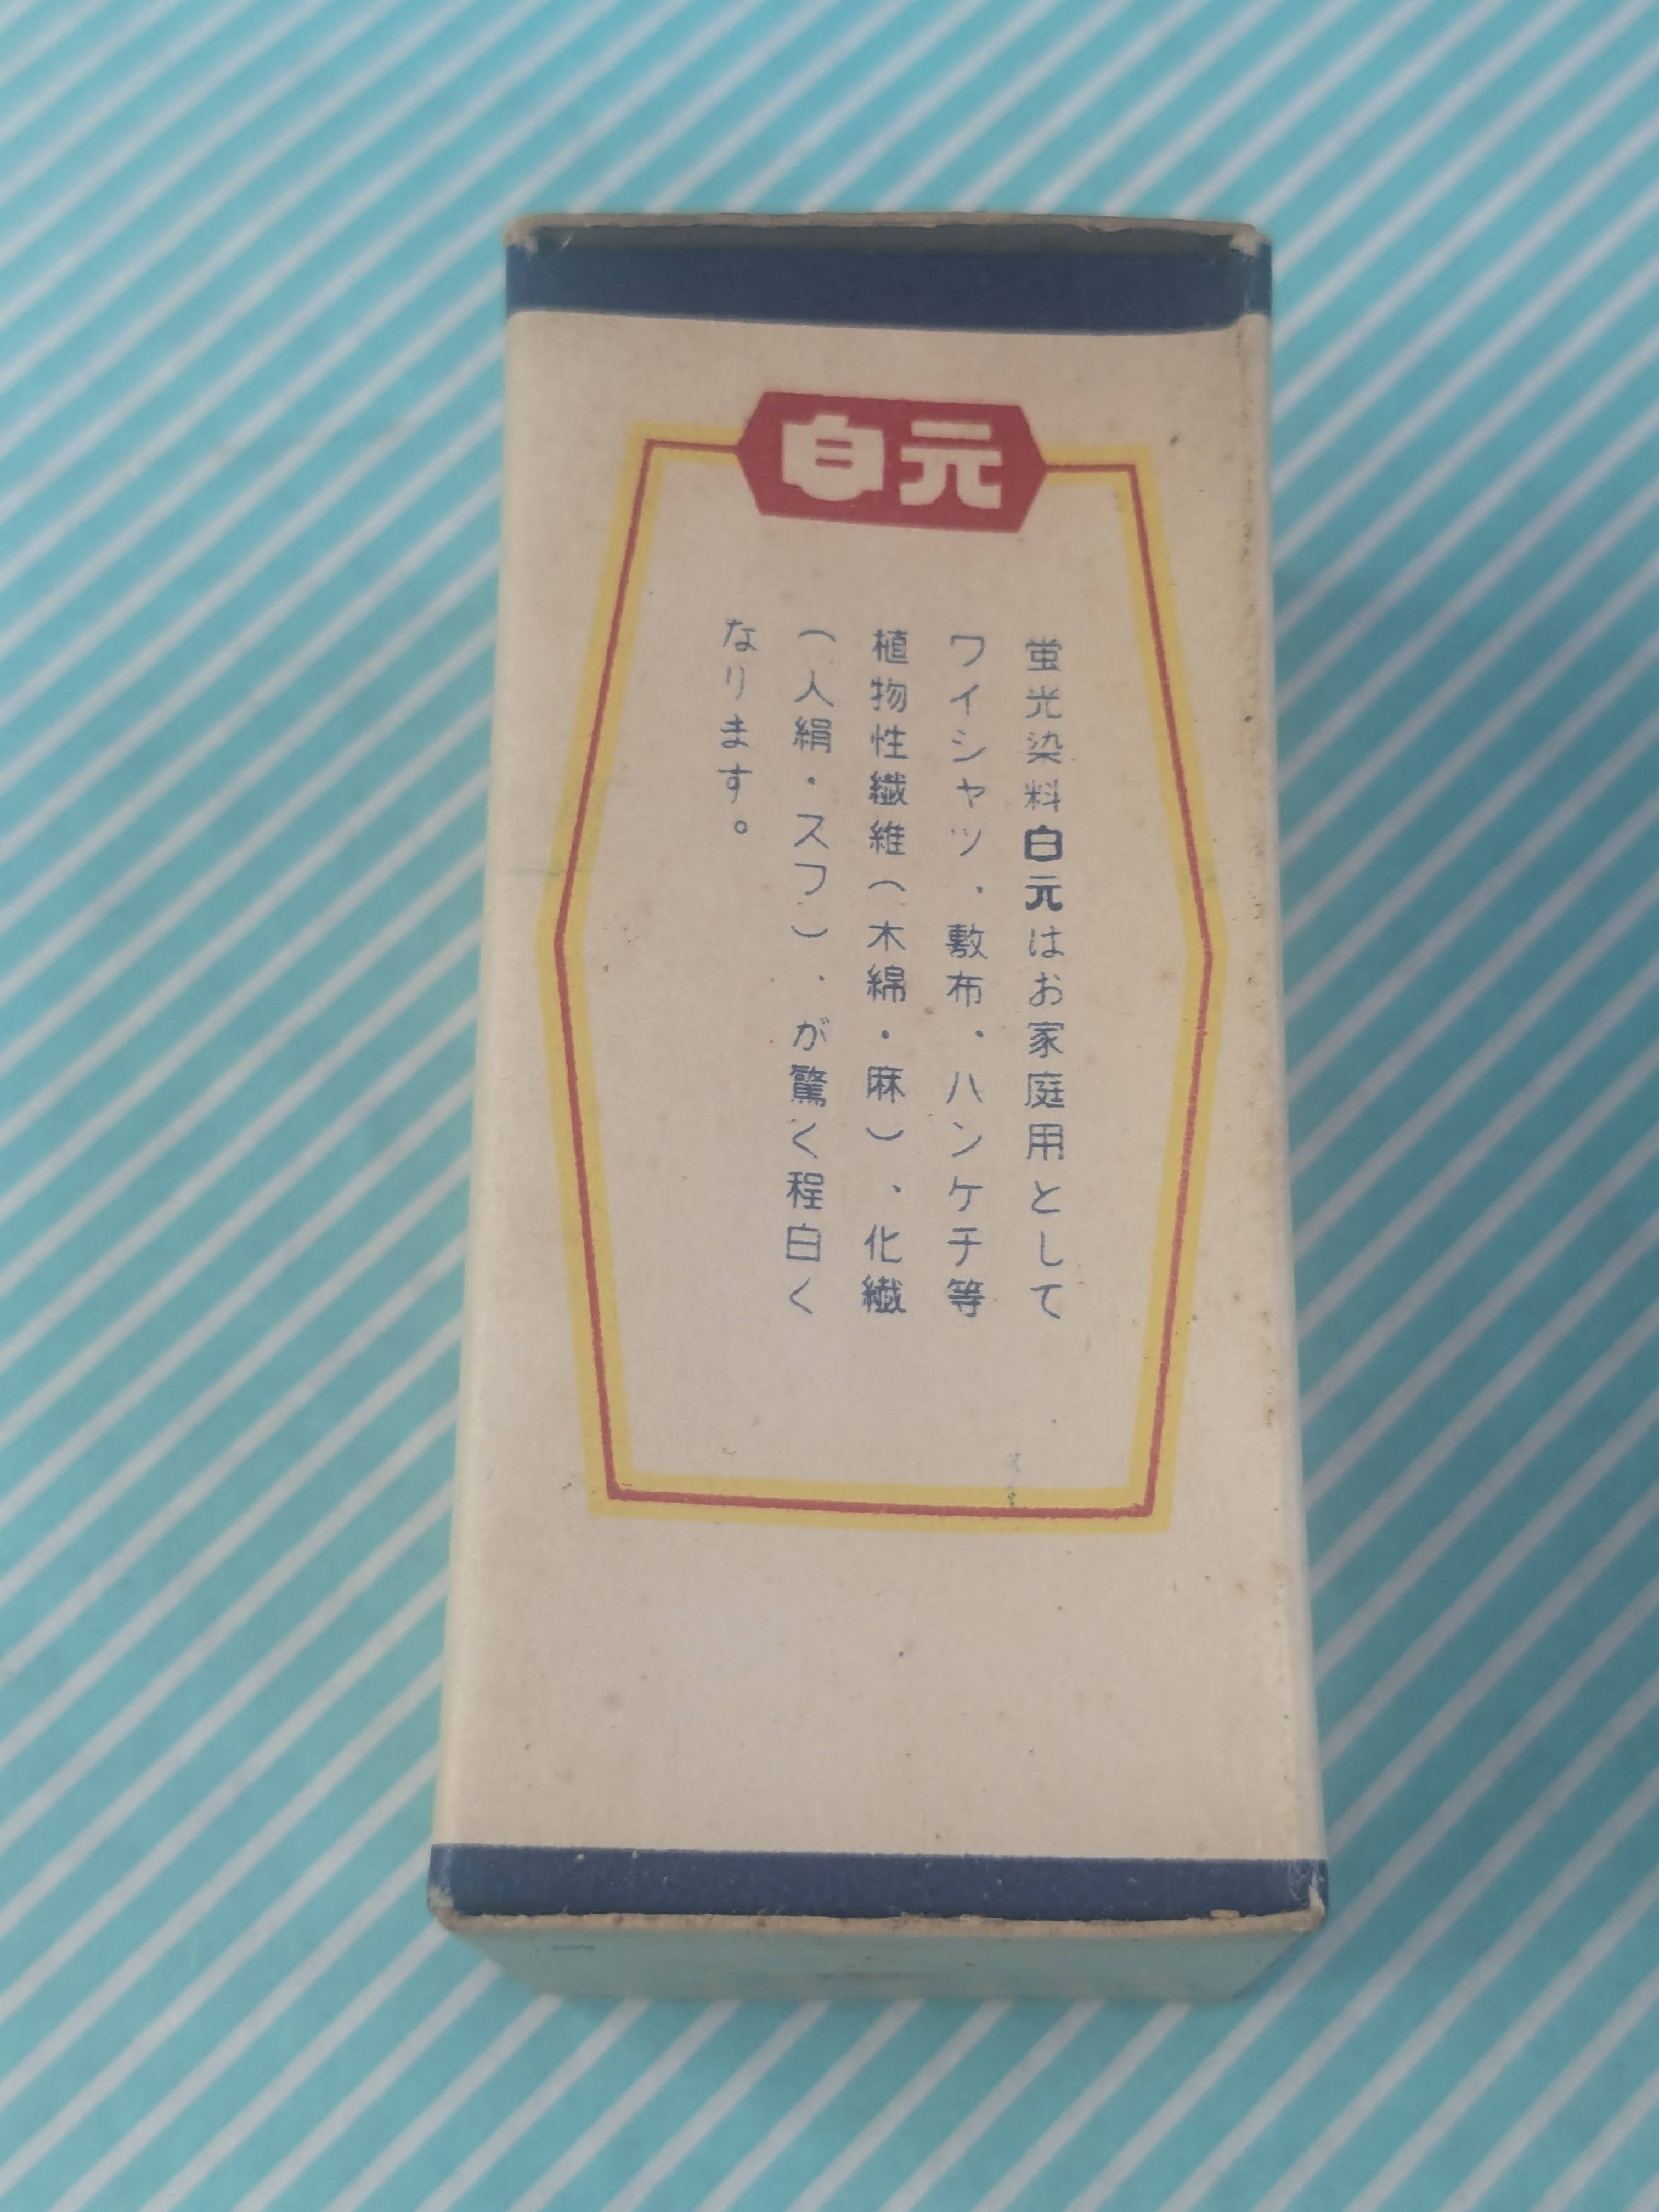 白元
蛍光染料白元はお家庭用として
ワイシャツ、敷布、ハンケチ等
植物性繊維(木綿・麻)、化繊
(人絹・スフ)、が驚く程白く
なります。